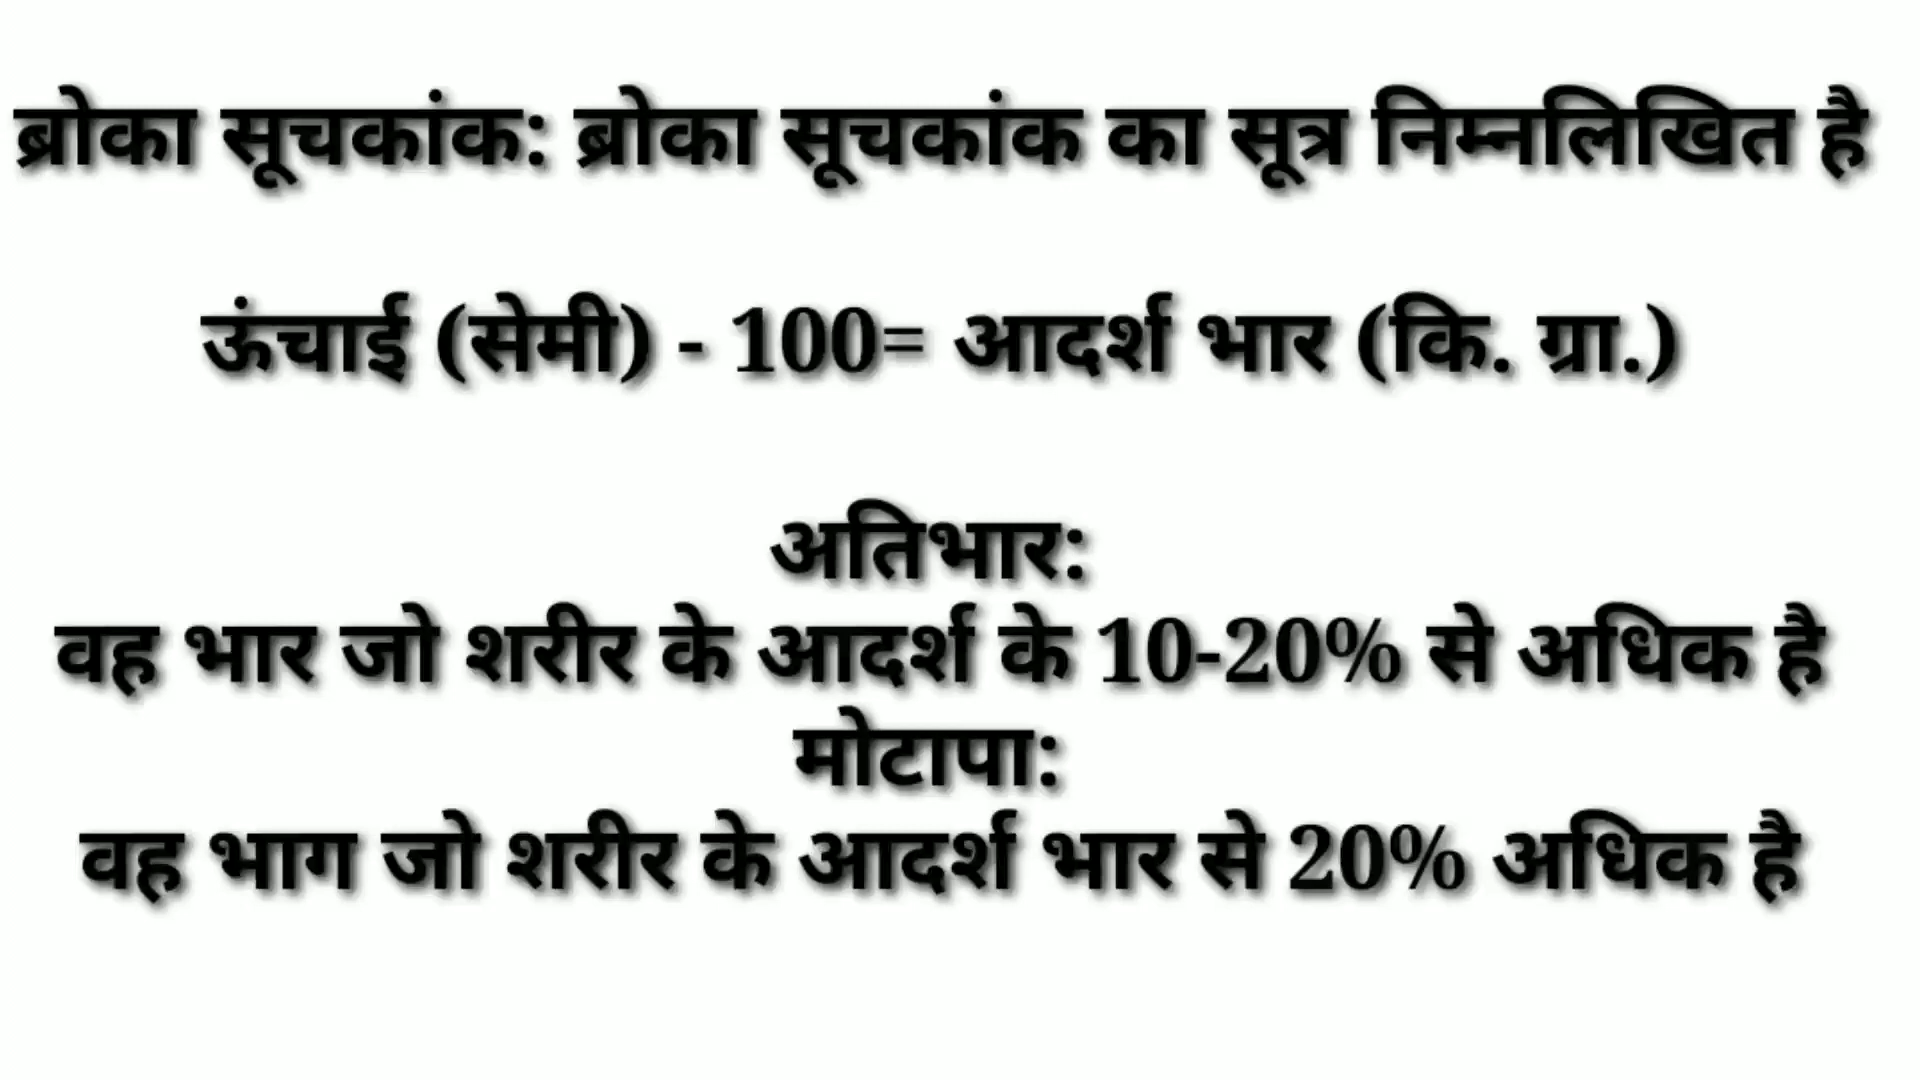 ब्रोका सूचकांक: ब्रोका सूचकांक का सूत्र निम्नलिखित है
ऊंचाई (सेमी) - 100= आदर्श भार (कि. ग्रा.)
अतिभार:
वह भार जो शरीर के आदर्श के 10-20% से अधिक है
मोटापा:
वह भाग जो शरीर के आदर्श भार से 20% अधिक है